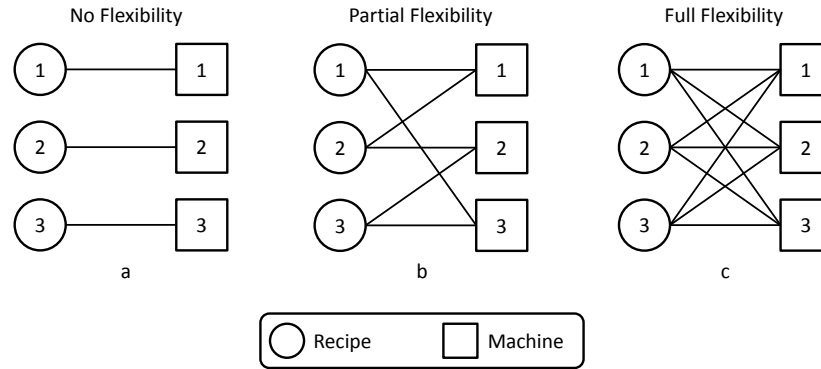 No Flexibility Partial Flexibility Full Flexibility
1 1 1 1 1 1
2 2 2 2 2 2
3 3 3 3 3 3
a b c
Recipe Machine